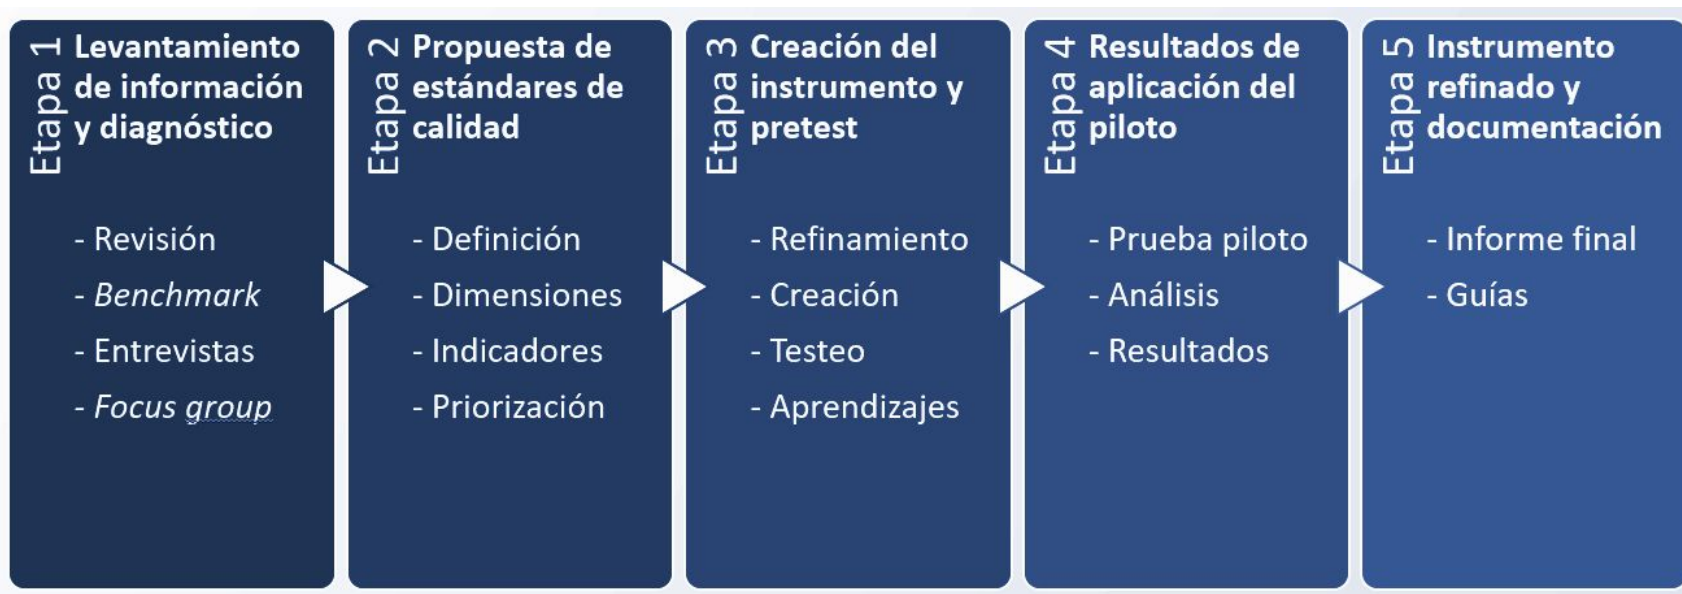 Etapa 1
Levantamiento
de información
y diagnóstico
- Revisión
- Benchmark
- Entrevistas
- Focus group
Etapa 2
Propuesta de
estándares de
calidad
- Definición
- Dimensiones
- Indicadores
- Priorización
Etapa 3
Creación del
instrumento y
pretest
- Refinamiento
- Creación
- Testeo
- Aprendizajes
Etapa 4
Resultados de
aplicación del
piloto
- Prueba piloto
- Análisis
- Resultados
Etapa 5
Instrumento
refinado y
documentación
- Informe final
- Guías